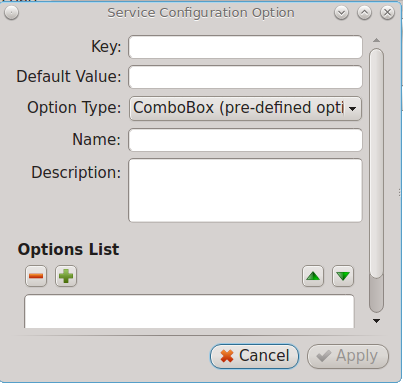 Service Configuration Option
Key:
Default Value:
Option Type: ComboBox (pre-defined opti
Name:
Description:
Options List
Cancel Apply